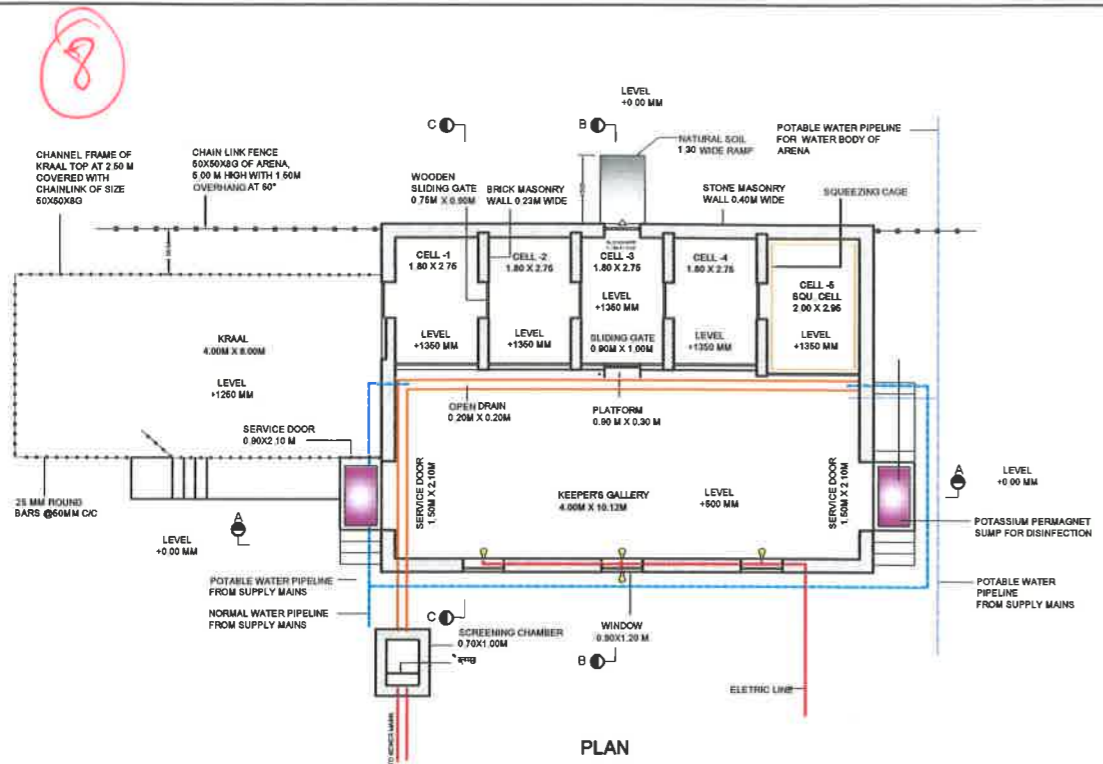 8
LEVEL
+0.00 MM
C
B
NATURAL SOIL
1.30 WIDE RAMP
POTABLE WATER PIPELINE
FOR WATER BODY OF
ARENA
CHANNEL FRAME OF
KRAAL TOP AT 2.50 M
COVERED WITH
CHAINLINK OF SIZE
50X50X8G
CHAIN LINK FENCE
50X50X8G OF ARENA,
5.00 M HIGH WITH 1.50M
OVERHANG AT 60°
WOODEN
SLIDING GATE
0.75M X 0.90M
BRICK MASONRY
WALL 0.23M WIDE
STONE MASONRY
WALL 0.40M WIDE
SQUEEZING CAGE
CELL -1
1.80 X 2.75
CELL -2
1.80 X 2.75
CELL -3
1.80 X 2.75
CELL -4
1.80 X 2.75
CELL -5
SQU. CELL
2.00 X 2.95
LEVEL
+1350 MM
LEVEL
+1350 MM
LEVEL
+1350 MM
LEVEL
+1350 MM
LEVEL
+1350 MM
SLIDING GATE
0.90M X 1.00M
KRAAL
4.00M X 8.00M
LEVEL
+1250 MM
OPEN DRAIN
0.20M X 0.20M
PLATFORM
0.90 M X 0.30 M
SERVICE DOOR
0.90X2.10 M
SERVICE DOOR
1.50M X 2.10M
KEEPER'S GALLERY
4.00M X 10.12M
LEVEL
+500 MM
SERVICE DOOR
1.50M X 2.10M
A
LEVEL
+0.00 MM
25 MM ROUND
BARS @50MM C/C
A
LEVEL
+0.00 MM
POTASSIUM PERMAGNET
SUMP FOR DISINFECTION
POTABLE WATER PIPELINE
FROM SUPPLY MAINS
NORMAL WATER PIPELINE
FROM SUPPLY MAINS
POTABLE WATER
PIPELINE
FROM SUPPLY MAINS
C
SCREENING CHAMBER
0.70X1.00M
B
WINDOW
0.90X1.20 M
ELETRIC LINE
PLAN